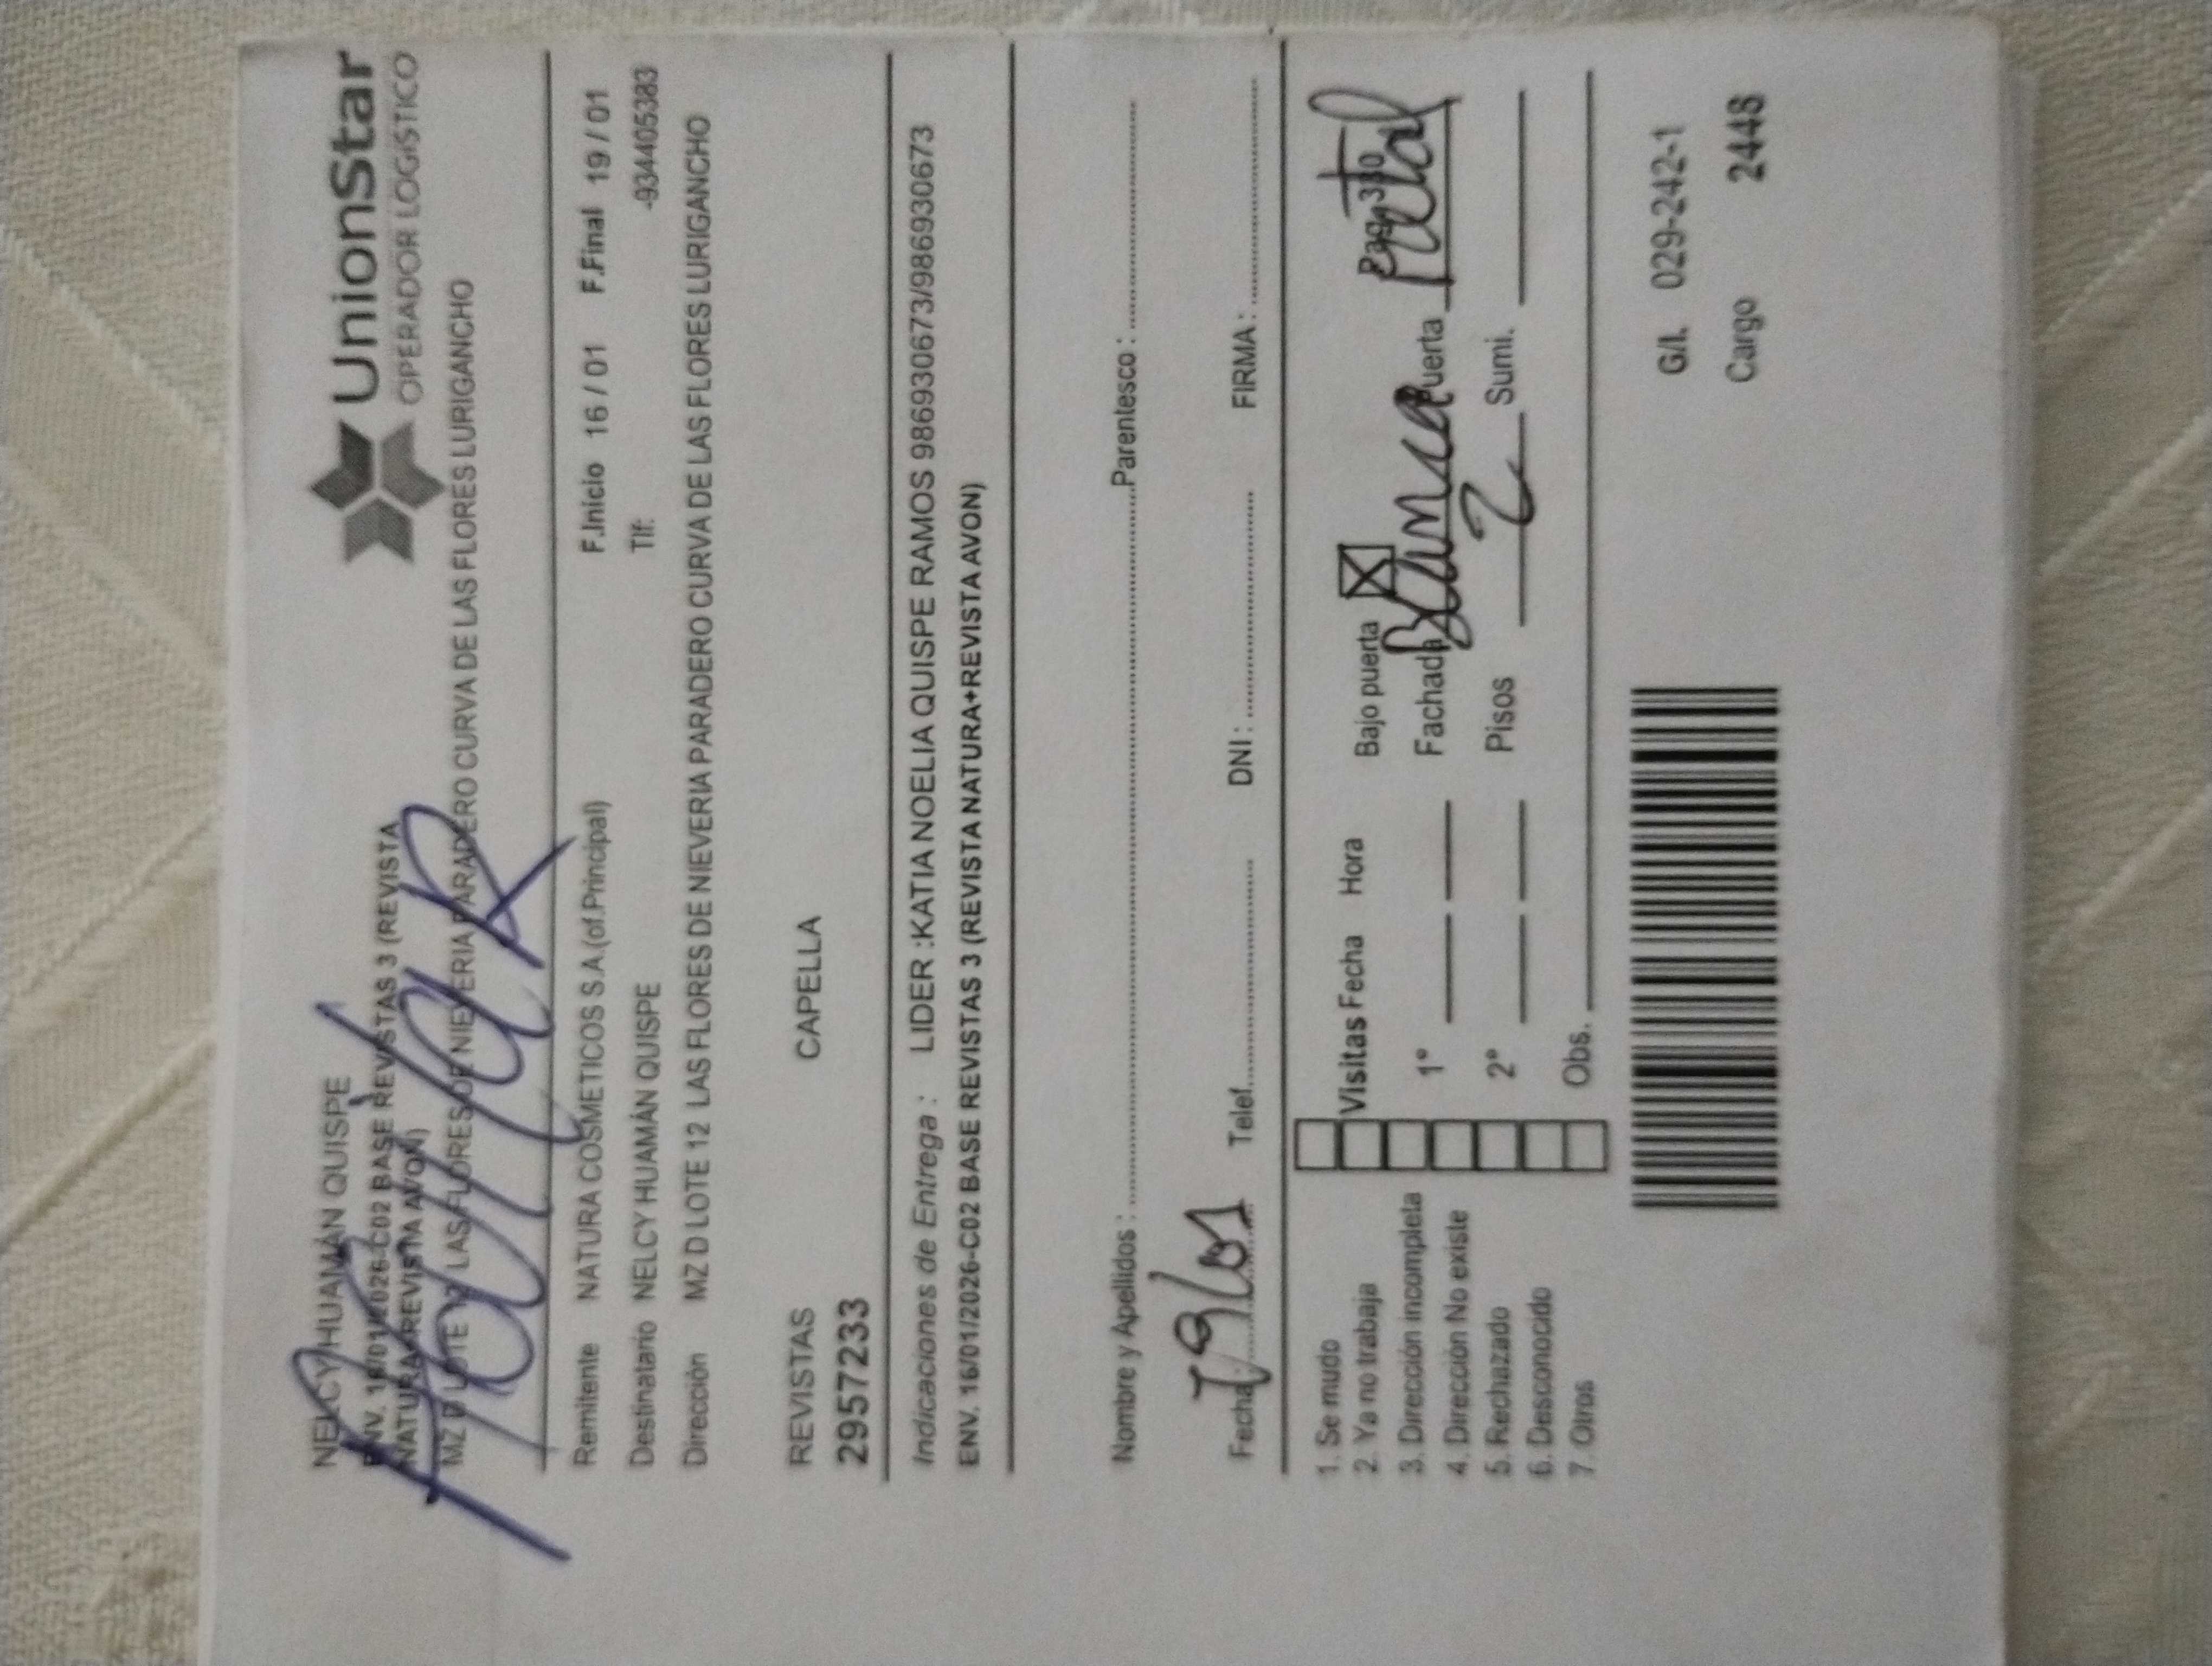 UnionStar
OPERADOR LOGISTICO
NELCY HUAMÁN QUISPE
ENV. 16/01/2026-C02 BASE REVISTAS 3 (REVISTA
NATURA+REVISTA AVON)
MZ D LOTE 12 LAS FLORES DE NIEVERIA PARADERO CURVA DE LAS FLORES LURIGANCHO
Remitente NATURA COSMETICOS S.A.(of.Principal) F.Inicio 16 / 01 F.Final 19 / 01
Destinatario NELCY HUAMÁN QUISPE Tlf: -934405383
Dirección MZ D LOTE 12 LAS FLORES DE NIEVERIA PARADERO CURVA DE LAS FLORES LURIGANCHO
REVISTAS CAPELLA
2957233
Indicaciones de Entrega : LIDER :KATIA NOELIA QUISPE RAMOS 986930673/986930673
ENV. 16/01/2026-C02 BASE REVISTAS 3 (REVISTA NATURA+REVISTA AVON)
Nombre y Apellidos : Parentesco :
Fecha 19/01 Telef. DNI : FIRMA :
1. Se mudo
2. Ya no trabaja
3. Dirección incompleta
4. Dirección No existe
5. Rechazado
6. Desconocido
7. Otros
Visitas Fecha Hora Bajo puerta
1° Fachada Puerta
2° Pisos 2 Sumi.
Obs.
G/I. 029-242-1
Cargo 2448